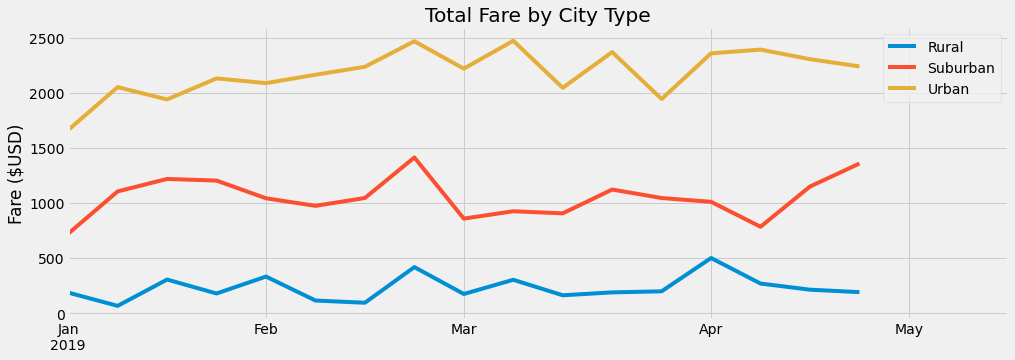 Total Fare by City Type
Fare ($USD)
2500
2000
1500
1000
500
0
Rural
Suburban
Urban
Jan
2019
Feb
Mar
Apr
May